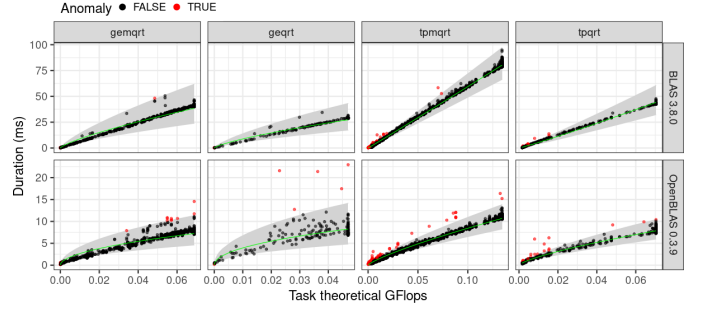 Anomaly FALSE TRUE
gemqrt geqrt tpmqrt tpqrt
100
75
50
25
0
BLAS 3.8.0
Duration (ms)
20
15
10
5
0
OpenBLAS 0.3.9
0.00 0.02 0.04 0.06 0.00 0.01 0.02 0.03 0.04 0.00 0.05 0.10 0.00 0.02 0.04 0.06
Task theoretical GFlops